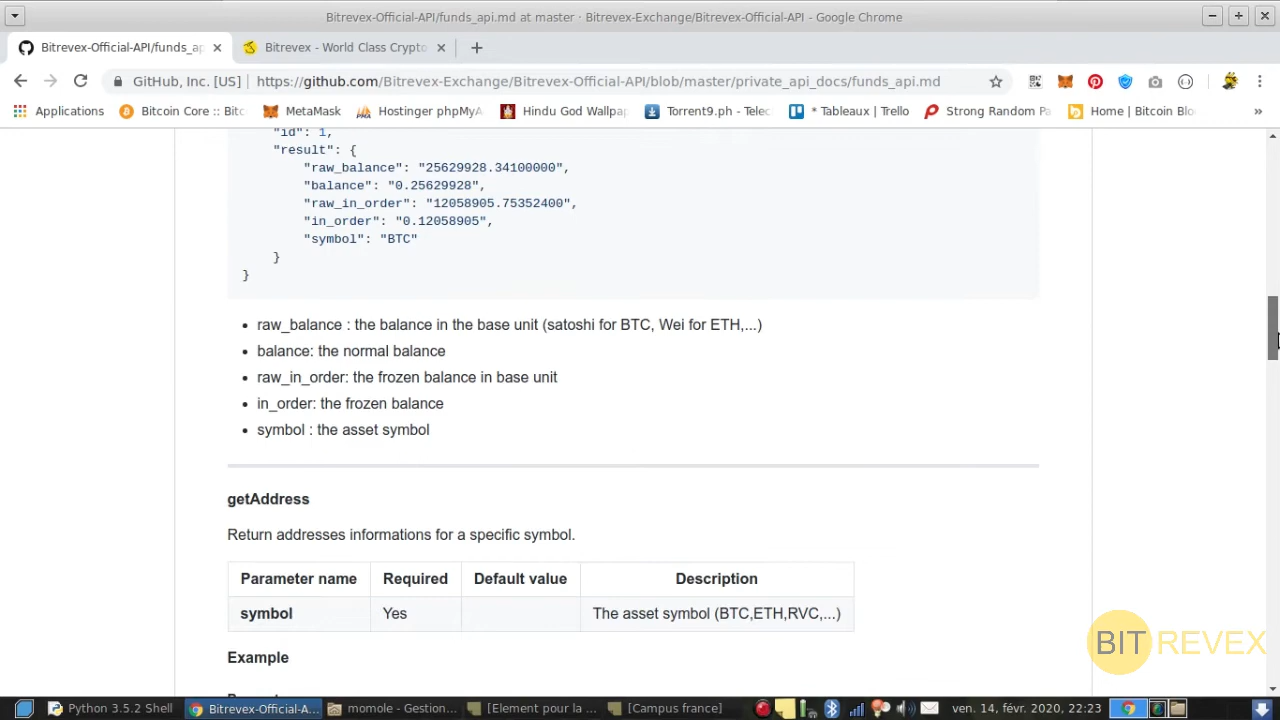 Bitrevex-Official-API/funds_api.md at master · Bitrevex-Exchange/Bitrevex-Official-API - Google Chrome
Bitrevex-Official-API/funds_ap
Bitrevex - World Class Crypto
GitHub, Inc. [US] https://github.com/Bitrevex-Exchange/Bitrevex-Official-API/blob/master/private_api_docs/funds_api.md
Applications
Bitcoin Core :: Bitc
MetaMask
Hostinger phpMyA
Hindu God Wallpap
Torrent9.ph - Telec
* Tableaux | Trello
Strong Random Pa
Home | Bitcoin Blo
»
"id": 1,
"result": {
"raw_balance": "25629928.34100000",
"balance": "0.25629928",
"raw_in_order": "12058905.75352400",
"in_order": "0.12058905",
"symbol": "BTC"
}
}
• raw_balance : the balance in the base unit (satoshi for BTC, Wei for ETH,...)
• balance: the normal balance
• raw_in_order: the frozen balance in base unit
• in_order: the frozen balance
• symbol : the asset symbol
getAddress
Return addresses informations for a specific symbol.
Parameter name Required Default value Description
symbol Yes The asset symbol (BTC,ETH,RVC,...)
Example
BITREVEX
Python 3.5.2 Shell
Bitrevex-Official-A...
momole - Gestion...
[Element pour la ...
[Campus france]
ven. 14, févr. 2020, 22:23